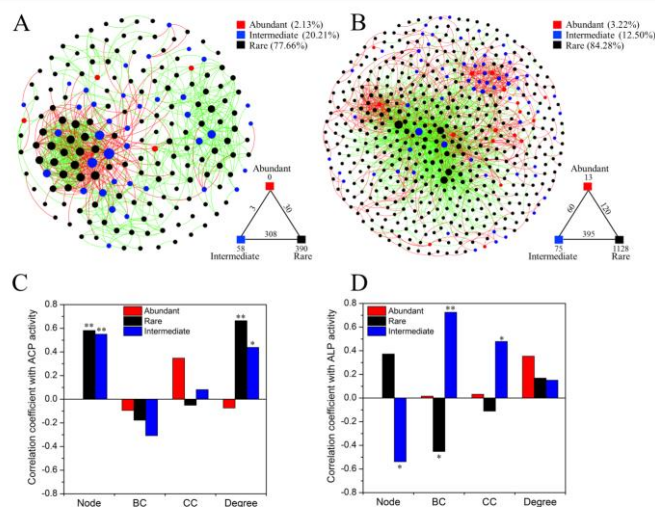 A
Abundant (2.13%)
Intermediate (20.21%)
Rare (77.66%)
Abundant
0
3
30
308
58
390
Intermediate
Rare
B
Abundant (3.22%)
Intermediate (12.50%)
Rare (84.28%)
Abundant
13
60
120
395
75
1128
Intermediate
Rare
C
Correlation coefficient with ACP activity
0.8
0.6
0.4
0.2
0.0
-0.2
-0.4
-0.6
-0.8
Abundant
Rare
Intermediate
** ** ** *
Node BC CC Degree
D
Correlation coefficient with ALP activity
0.8
0.6
0.4
0.2
0.0
-0.2
-0.4
-0.6
-0.8
Abundant
Rare
Intermediate
**
*
*
*
Node BC CC Degree